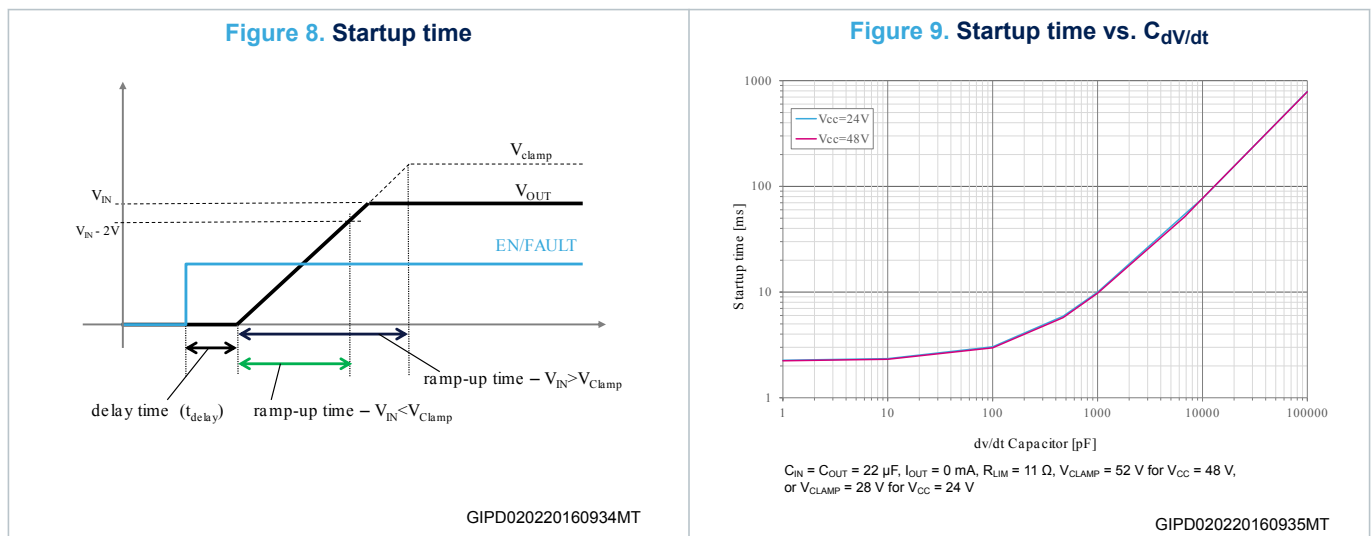 Figure 8. Startup time
V_clamp
V_IN
V_OUT
V_IN - 2V
EN/FAULT
ramp-up time – V_IN>V_Clamp
delay time (t_delay)
ramp-up time – V_IN<V_Clamp
GIPD020220160934MT
Figure 9. Startup time vs. C_dV/dt
1000
Vcc=24V
Vcc=48V
100
Startup time [ms]
10
1
1 10 100 1000 10000 100000
dv/dt Capacitor [pF]
C_IN = C_OUT = 22 µF, I_OUT = 0 mA, R_LIM = 11 Ω, V_CLAMP = 52 V for V_CC = 48 V,
or V_CLAMP = 28 V for V_CC = 24 V
GIPD020220160935MT